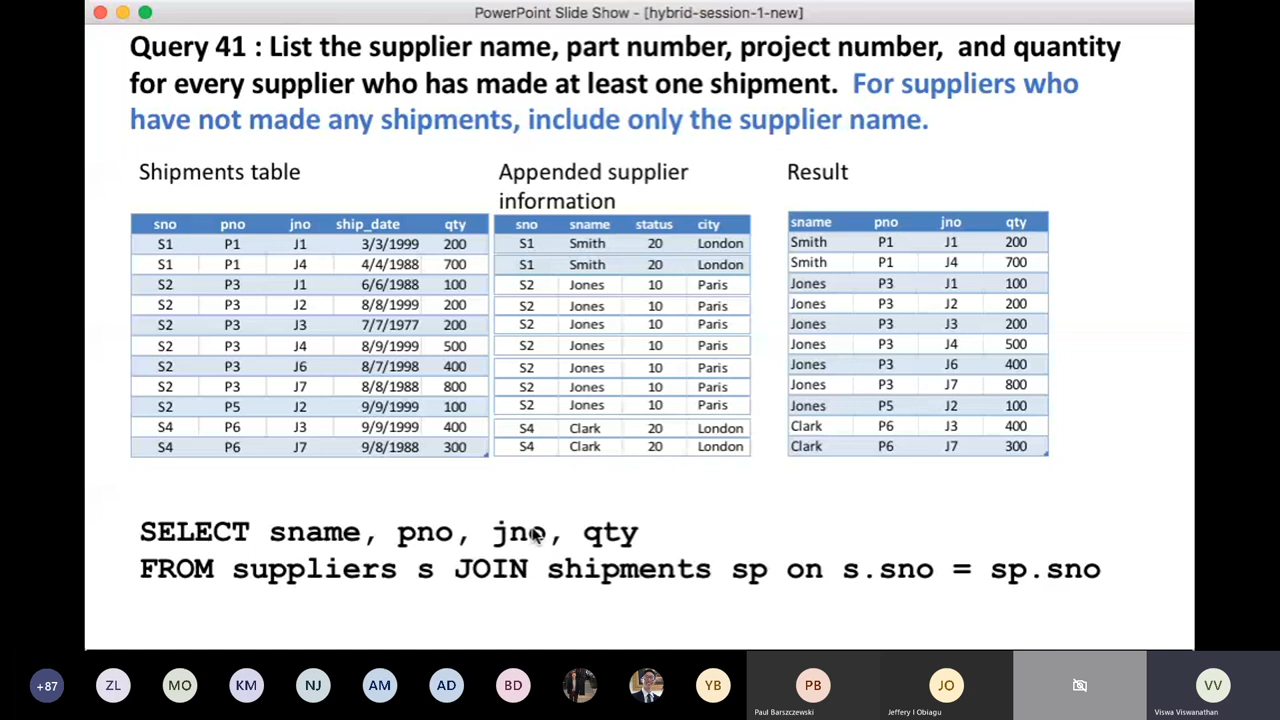 PowerPoint Slide Show - [hybrid-session-1-new]
Query 41 : List the supplier name, part number, project number, and quantity
for every supplier who has made at least one shipment. For suppliers who
have not made any shipments, include only the supplier name.
Shipments table
sno pno jno ship_date qty
S1 P1 J1 3/3/1999 200
S1 P1 J4 4/4/1988 700
S2 P3 J1 6/6/1988 100
S2 P3 J2 8/8/1999 200
S2 P3 J3 7/7/1977 200
S2 P3 J4 8/9/1999 500
S2 P3 J6 8/7/1998 400
S2 P3 J7 8/8/1988 800
S2 P5 J2 9/9/1999 100
S4 P6 J3 9/9/1999 400
S4 P6 J7 9/8/1988 300
Appended supplier
information
sno sname status city
S1 Smith 20 London
S1 Smith 20 London
S2 Jones 10 Paris
S2 Jones 10 Paris
S2 Jones 10 Paris
S2 Jones 10 Paris
S2 Jones 10 Paris
S2 Jones 10 Paris
S2 Jones 10 Paris
S4 Clark 20 London
S4 Clark 20 London
Result
sname pno jno qty
Smith P1 J1 200
Smith P1 J4 700
Jones P3 J1 100
Jones P3 J2 200
Jones P3 J3 200
Jones P3 J4 500
Jones P3 J6 400
Jones P3 J7 800
Jones P5 J2 100
Clark P6 J3 400
Clark P6 J7 300
SELECT sname, pno, jno, qty
FROM suppliers s JOIN shipments sp on s.sno = sp.sno
+87 ZL MO KM NJ AM AD BD YB PB JO VV
Paul Barszczewski Jeffery I Obiagu Viswa Viswanathan